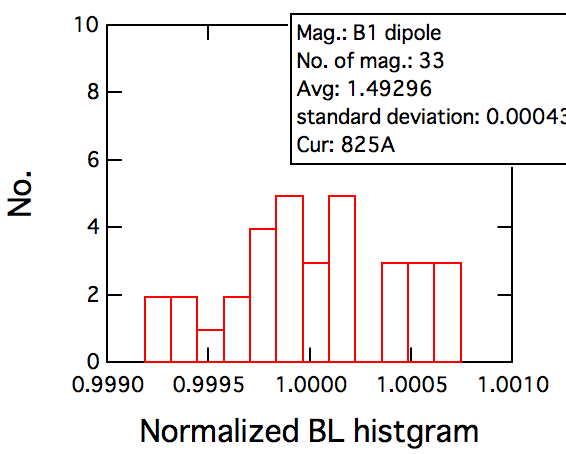 Mag.: B1 dipole
No. of mag.: 33
Avg: 1.49296
standard deviation: 0.00043
Cur: 825A
10
8
6
4
2
0
No.
0.9990 0.9995 1.0000 1.0005 1.0010
Normalized BL histgram